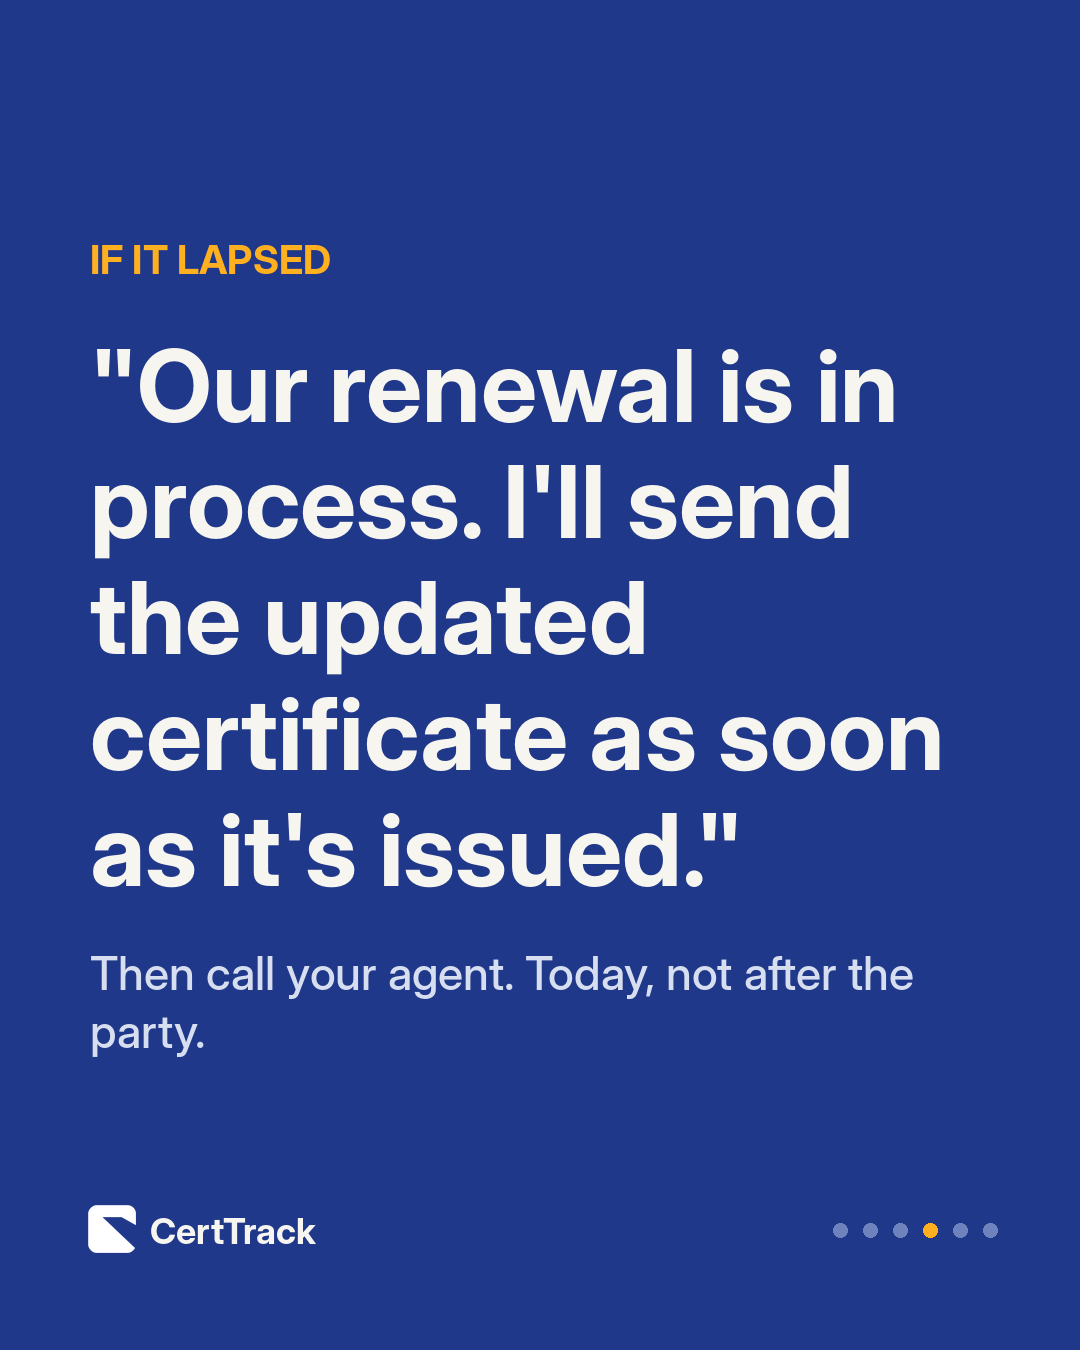 IF IT LAPSED
"Our renewal is in
process. I'll send
the updated
certificate as soon
as it's issued."
Then call your agent. Today, not after the
party.
CertTrack